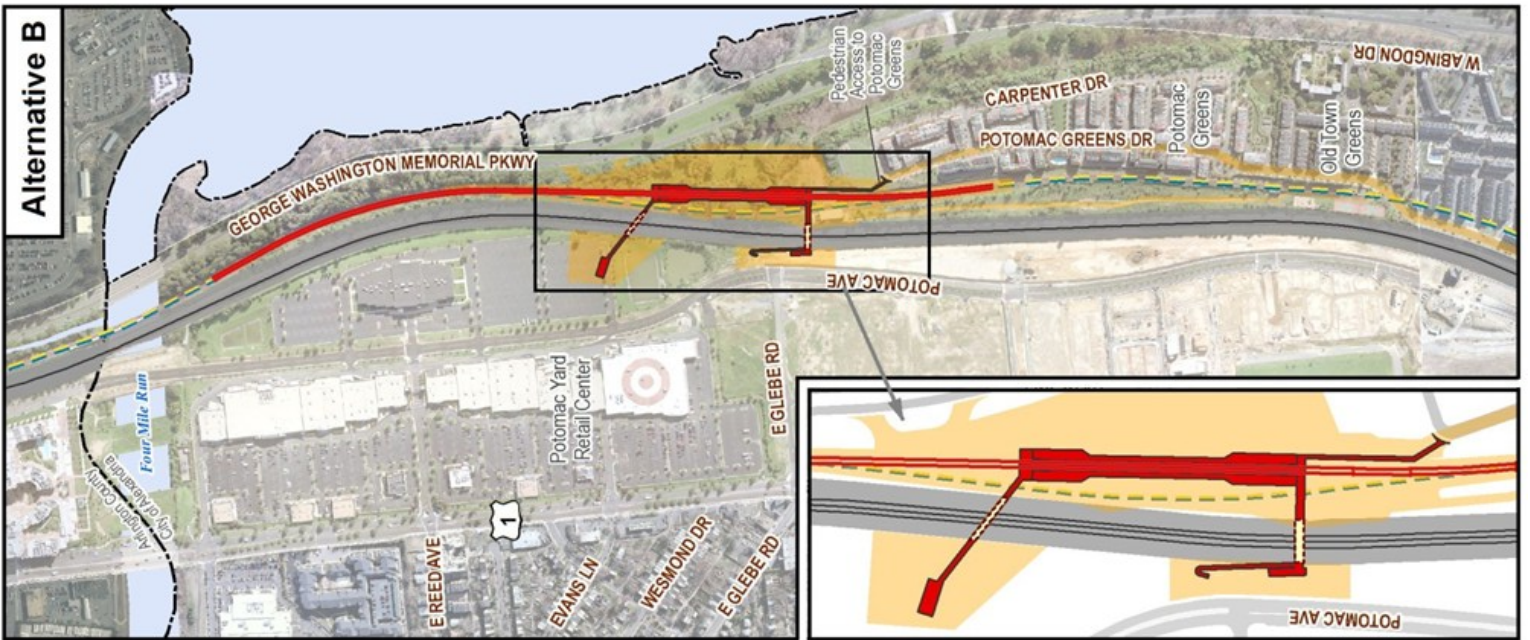 Alternative B
GEORGE WASHINGTON MEMORIAL PKWY
Pedestrian
Access to
Potomac
Greens
CARPENTER DR
POTOMAC GREENS DR
Potomac
Greens
Old Town
Greens
W ABINGDON DR
POTOMAC AVE
Four Mile Run
Arlington County
City of Alexandria
Potomac Yard
Retail Center
E GLEBE RD
1
E REED AVE
EVANS LN
WESMOND DR
E GLEBE RD
POTOMAC AVE